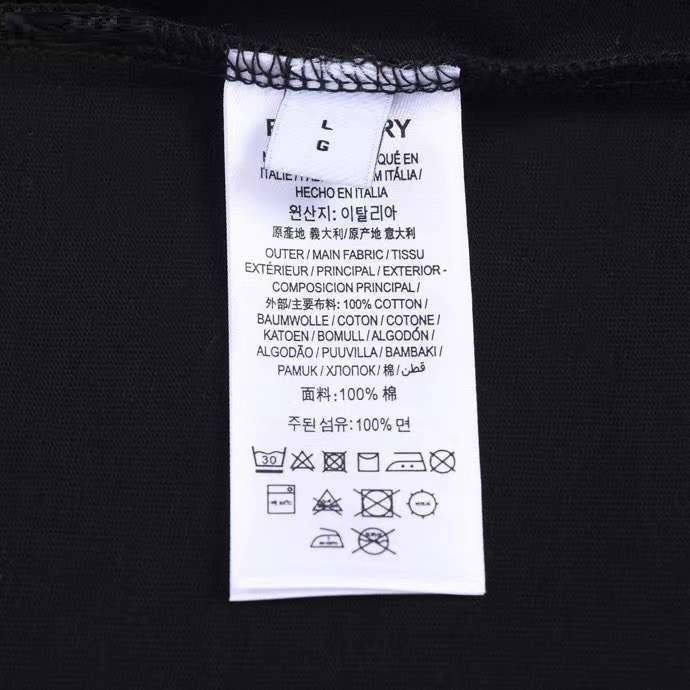 L
G
RY
QUÉ EN
ITALIE / ITA M ITÁLIA /
HECHO EN ITALIA
원산지: 이탈리아
原產地 義大利/原产地 意大利
OUTER / MAIN FABRIC / TISSU
EXTÉRIEUR / PRINCIPAL / EXTERIOR -
COMPOSICION PRINCIPAL /
外部/主要布料: 100% COTTON /
BAUMWOLLE / COTON / COTONE /
KATOEN / BOMULL / ALGODÓN /
ALGODÃO / PUUVILLA / BAMBAKI /
PAMUK / ХЛОПОК / 棉 / قطن /
面料: 100% 棉
주된 섬유: 100% 면
30